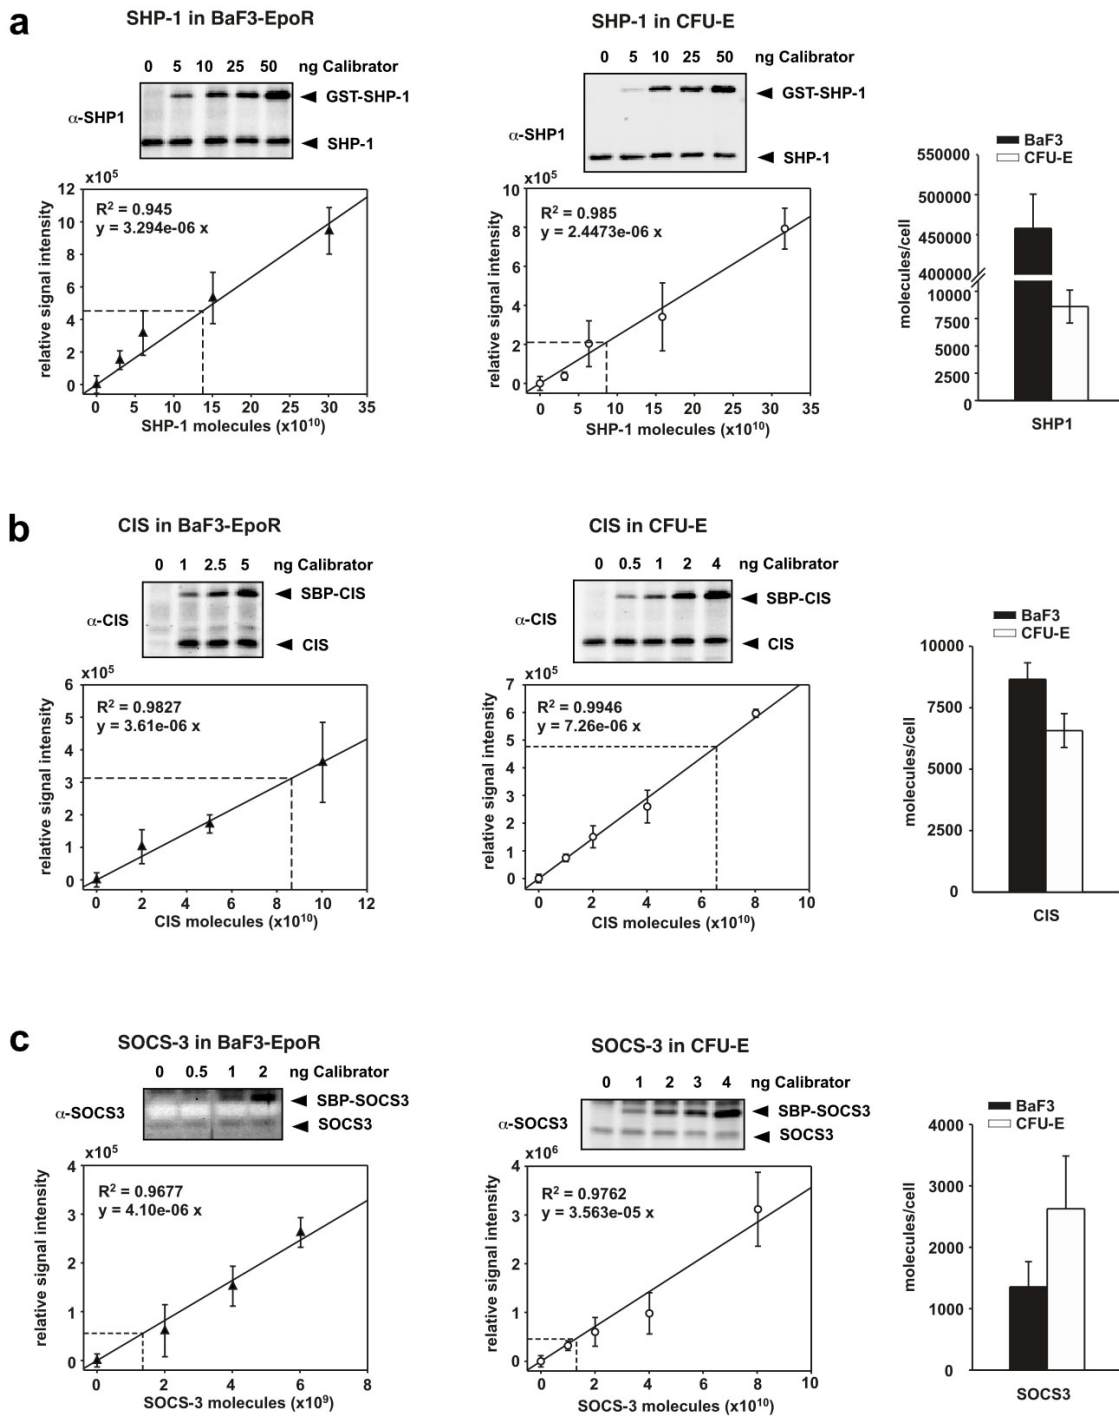 a
SHP-1 in BaF3-EpoR
0 5 10 25 50 ng Calibrator
α-SHP1
GST-SHP-1
SHP-1
x10⁵
R² = 0.945
y = 3.294e-06 x
relative signal intensity
12
10
8
6
4
2
0
0 5 10 15 20 25 30 35
SHP-1 molecules (x10¹⁰)
SHP-1 in CFU-E
0 5 10 25 50 ng Calibrator
α-SHP1
GST-SHP-1
SHP-1
x10⁵
R² = 0.985
y = 2.4473e-06 x
relative signal intensity
10
8
6
4
2
0
0 5 10 15 20 25 30 35
SHP-1 molecules (x10¹⁰)
BaF3
CFU-E
molecules/cell
550000
500000
450000
400000
10000
7500
5000
2500
0
SHP1
b
CIS in BaF3-EpoR
0 1 2.5 5 ng Calibrator
α-CIS
SBP-CIS
CIS
x10⁵
R² = 0.9827
y = 3.61e-06 x
relative signal intensity
6
5
4
3
2
1
0
0 2 4 6 8 10 12
CIS molecules (x10¹⁰)
CIS in CFU-E
0 0.5 1 2 4 ng Calibrator
α-CIS
SBP-CIS
CIS
x10⁵
R² = 0.9946
y = 7.26e-06 x
relative signal intensity
7
6
5
4
3
2
1
0
0 2 4 6 8 10
CIS molecules (x10¹⁰)
BaF3
CFU-E
molecules/cell
10000
7500
5000
2500
0
CIS
c
SOCS-3 in BaF3-EpoR
0 0.5 1 2 ng Calibrator
α-SOCS3
SBP-SOCS3
SOCS3
x10⁵
R² = 0.9677
y = 4.10e-06 x
relative signal intensity
4
3
2
1
0
0 2 4 6 8
SOCS-3 molecules (x10⁹)
SOCS-3 in CFU-E
0 1 2 3 4 ng Calibrator
α-SOCS3
SBP-SOCS3
SOCS3
x10⁶
R² = 0.9762
y = 3.563e-05 x
relative signal intensity
4
3
2
1
0
0 2 4 6 8 10
SOCS-3 molecules (x10¹⁰)
BaF3
CFU-E
molecules/cell
4000
3000
2000
1000
0
SOCS3